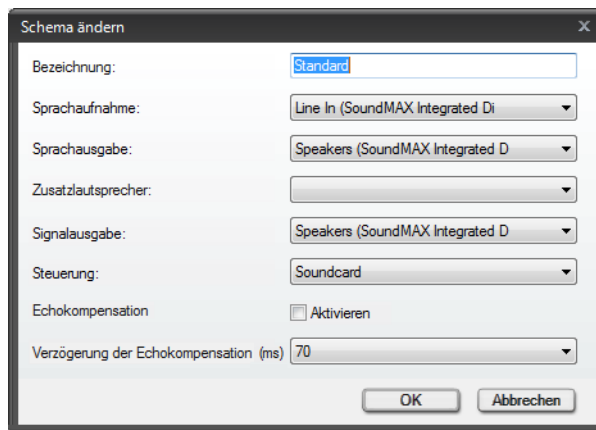 Schema ändern
Bezeichnung: Standard
Sprachaufnahme: Line In (SoundMAX Integrated Di
Sprachausgabe: Speakers (SoundMAX Integrated D
Zusatzlautsprecher:
Signalausgabe: Speakers (SoundMAX Integrated D
Steuerung: Soundcard
Echokompensation Aktivieren
Verzögerung der Echokompensation (ms) 70
OK Abbrechen